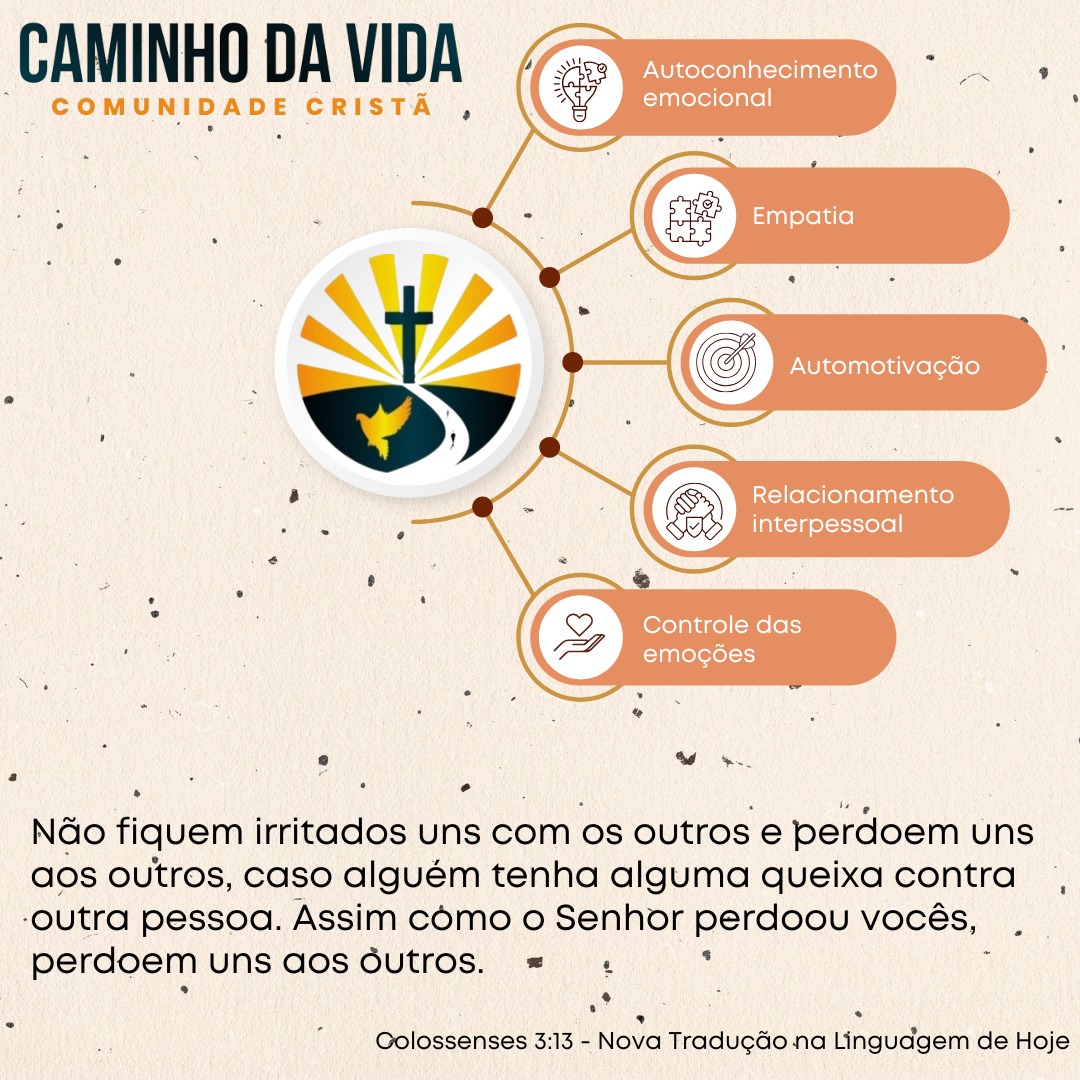 CAMINHO DA VIDA
COMUNIDADE CRISTÃ
Autoconhecimento
emocional
Empatia
Automotivação
Relacionamento
interpessoal
Controle das
emoções
Não fiquem irritados uns com os outros e perdoem uns
aos outros, caso alguém tenha alguma queixa contra
outra pessoa. Assim como o Senhor perdoou vocês,
perdoem uns aos outros.
Colossenses 3:13 - Nova Tradução na Linguagem de Hoje